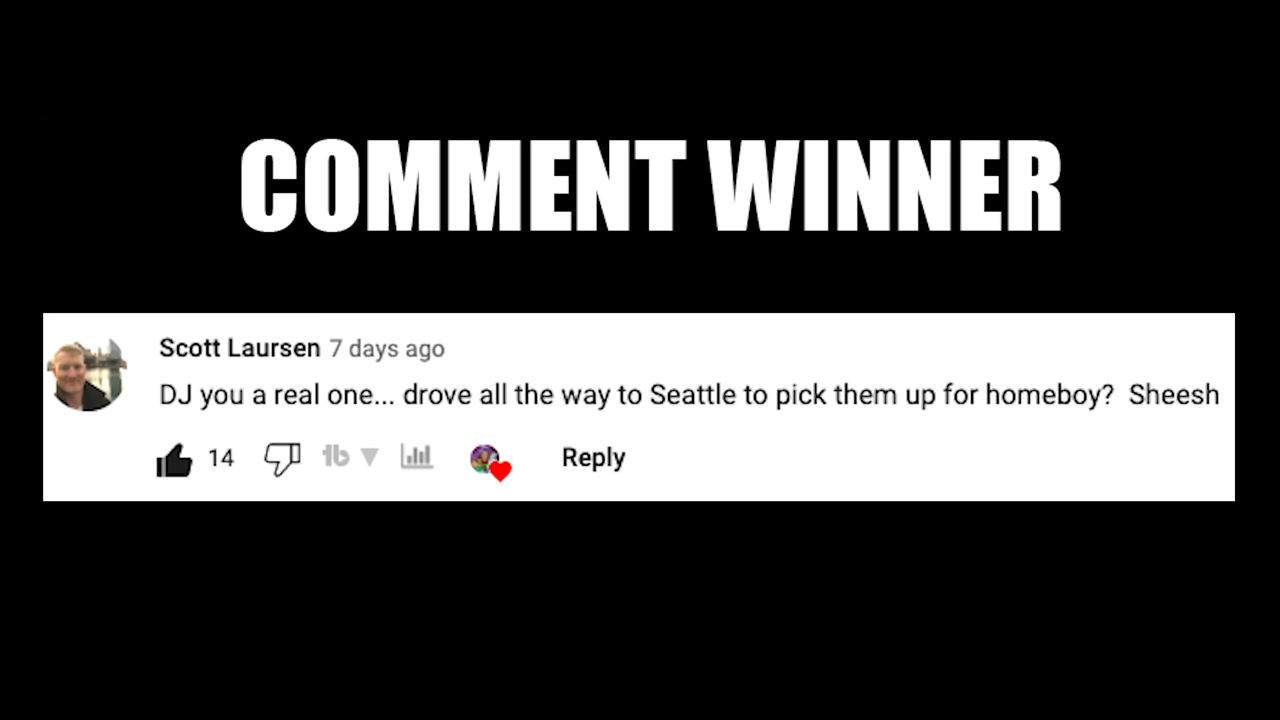 COMMENT WINNER
Scott Laursen 7 days ago
DJ you a real one... drove all the way to Seattle to pick them up for homeboy?  Sheesh
14 tb Reply